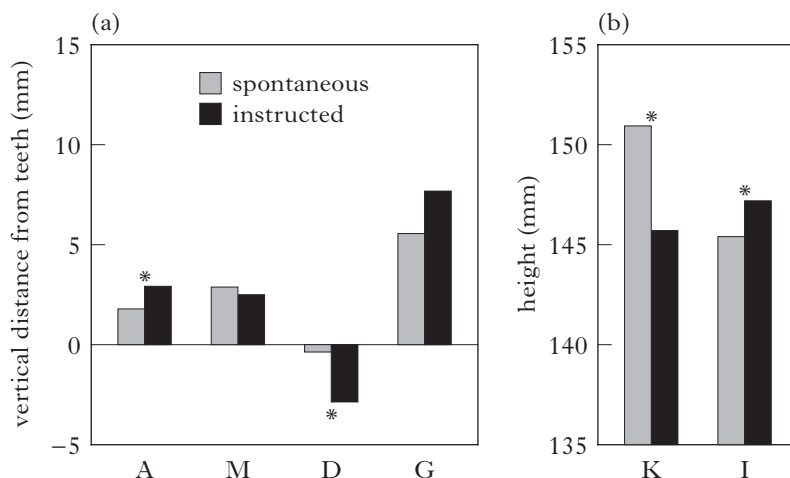 (a)
15
10
5
0
−5
vertical distance from teeth (mm)
spontaneous
instructed
*
*
A M D G
(b)
155
150
145
140
135
height (mm)
*
*
K I